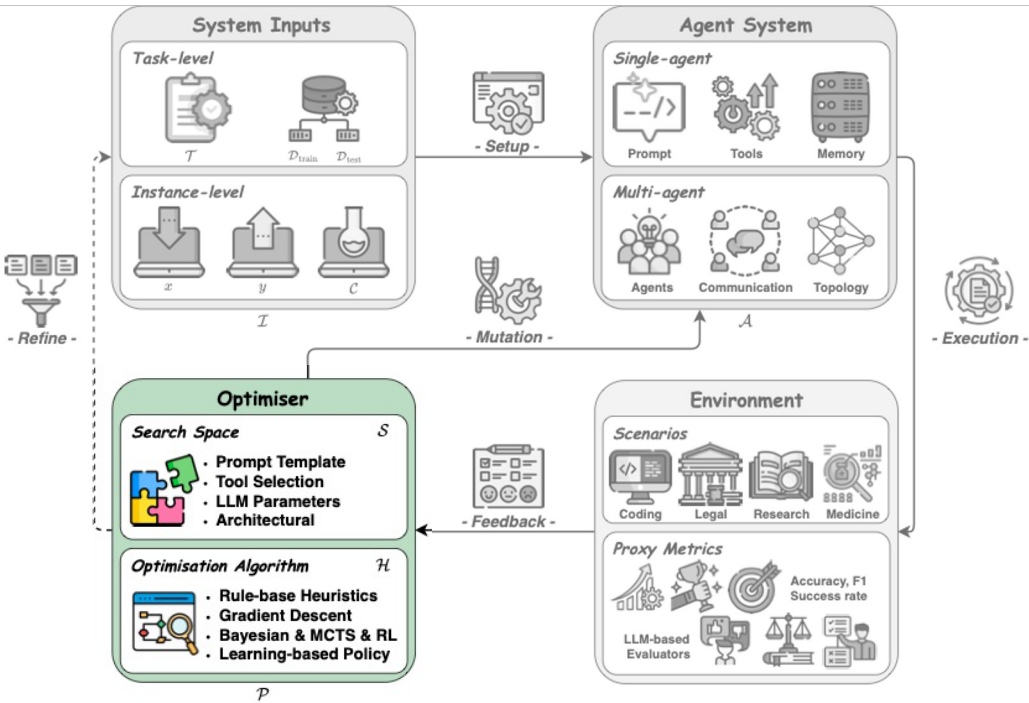 System Inputs
Task-level
𝒯
𝒟train
𝒟test
Instance-level
x
y
𝒞
ℐ
- Setup -
Agent System
Single-agent
Prompt
Tools
Memory
Multi-agent
Agents
Communication
Topology
𝒜
- Refine -
- Mutation -
- Execution -
Optimiser
Search Space
𝒮
· Prompt Template
· Tool Selection
· LLM Parameters
· Architectural
Optimisation Algorithm
ℋ
· Rule-base Heuristics
· Gradient Descent
· Bayesian & MCTS & RL
· Learning-based Policy
𝒫
- Feedback -
Environment
Scenarios
Coding
Legal
Research
Medicine
Proxy Metrics
Accuracy, F1
Success rate
LLM-based
Evaluators